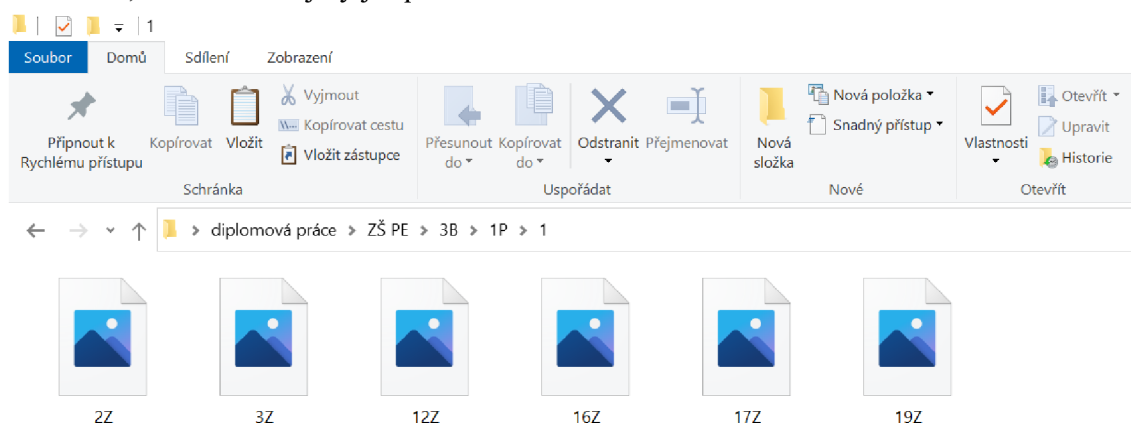 1
Soubor Domů Sdílení Zobrazení
Připnout k Rychlému přístupu
Kopírovat
Vložit
Vyjmout
Kopírovat cestu
Vložit zástupce
Schránka
Přesunout do
Kopírovat do
Odstranit
Přejmenovat
Uspořádat
Nová složka
Nová položka
Snadný přístup
Nové
Vlastnosti
Otevřít
Upravit
Historie
Otevřít
diplomová práce > ZŠ PE > 3B > 1P > 1
2Z 3Z 12Z 16Z 17Z 19Z